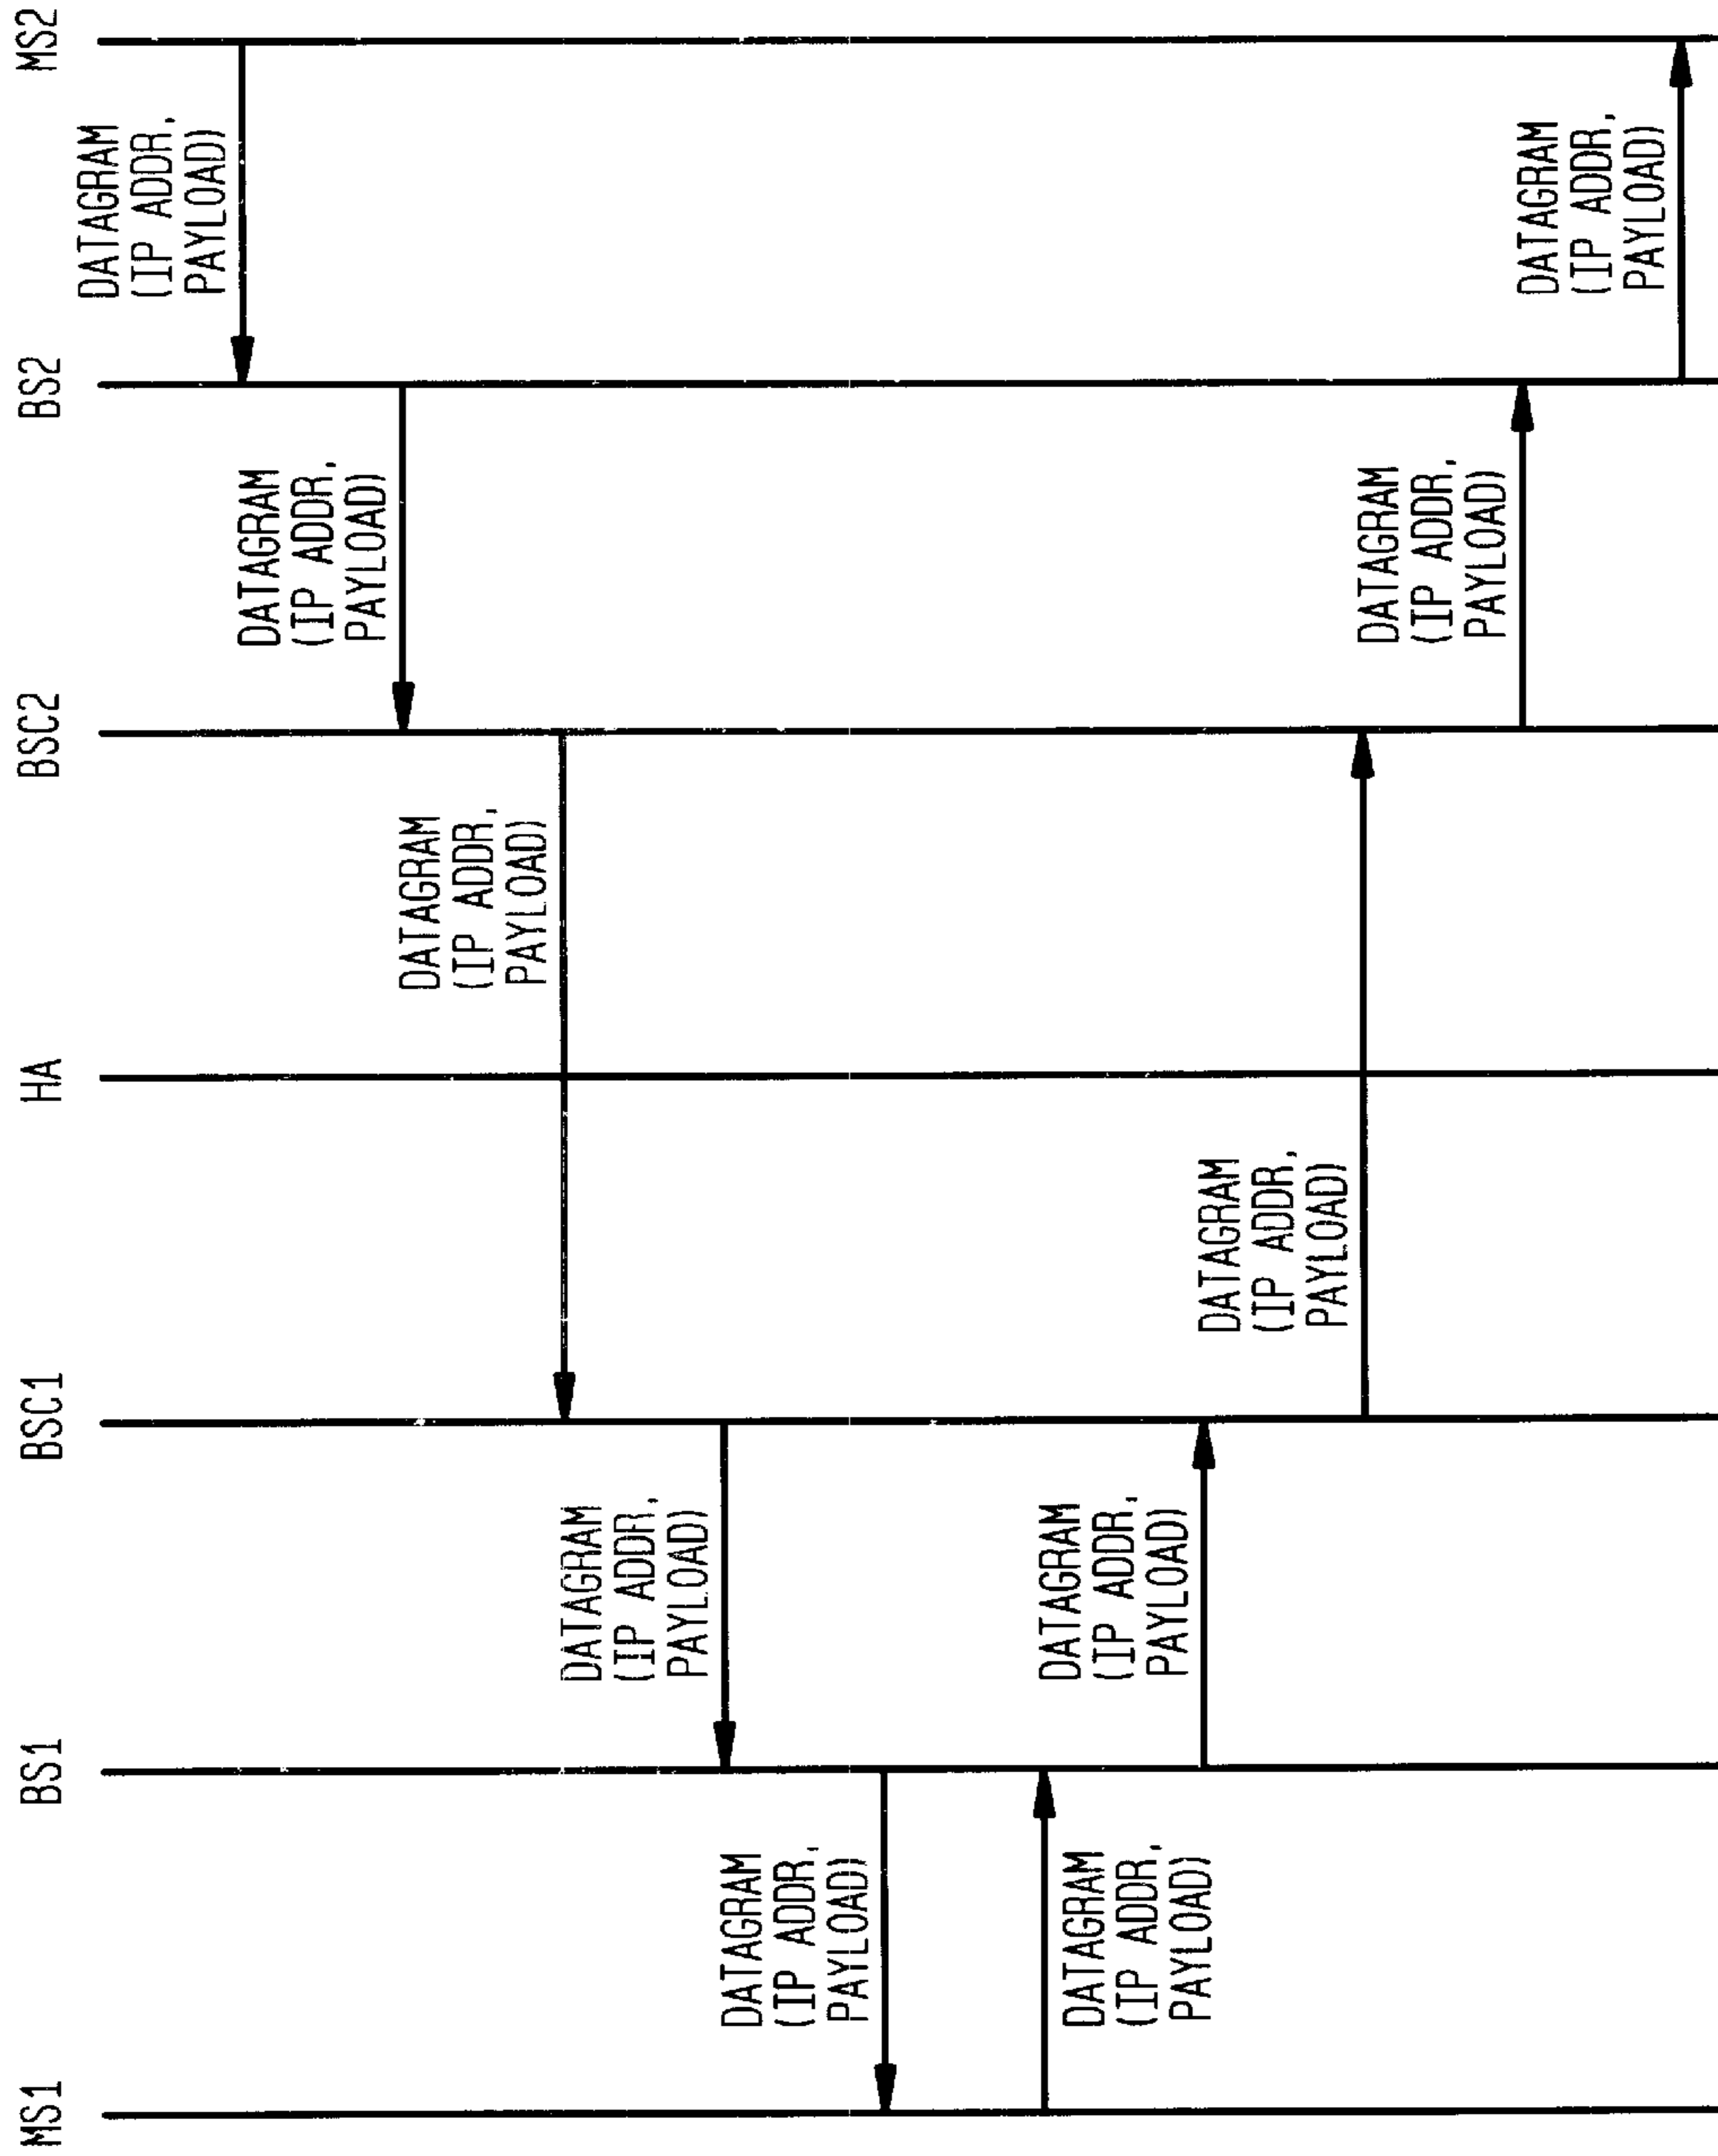 MS1
BS1
BSC1
HA
BSC2
BS2
MS2
DATAGRAM
(IP ADDR,
PAYLOAD)
DATAGRAM
(IP ADDR,
PAYLOAD)
DATAGRAM
(IP ADDR,
PAYLOAD)
DATAGRAM
(IP ADDR,
PAYLOAD)
DATAGRAM
(IP ADDR,
PAYLOAD)
DATAGRAM
(IP ADDR,
PAYLOAD)
DATAGRAM
(IP ADDR,
PAYLOAD)
DATAGRAM
(IP ADDR,
PAYLOAD)
DATAGRAM
(IP ADDR,
PAYLOAD)
DATAGRAM
(IP ADDR,
PAYLOAD)